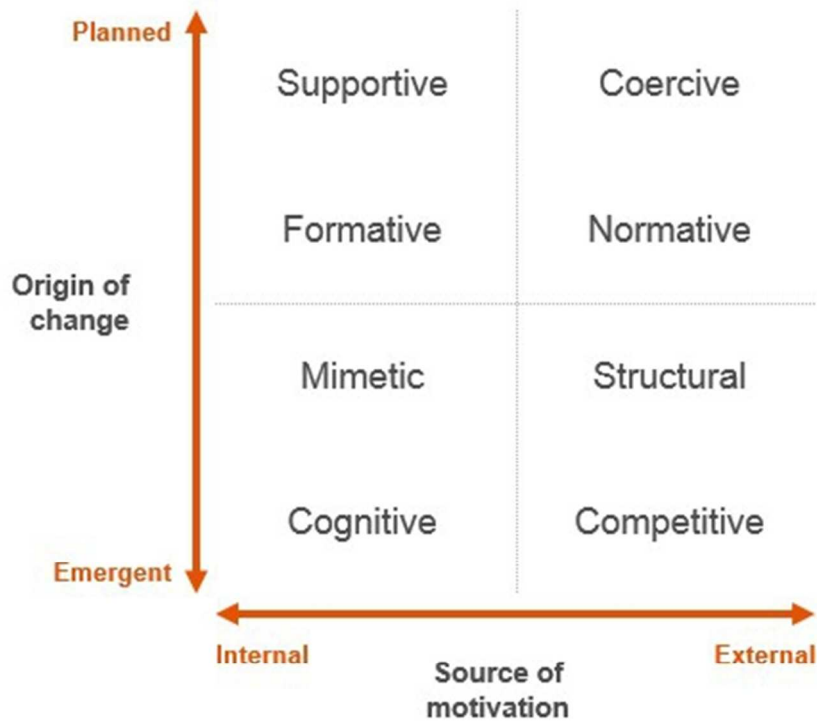 Planned
Supportive
Coercive
Formative
Normative
Origin of
change
Mimetic
Structural
Cognitive
Competitive
Emergent
Internal
External
Source of
motivation